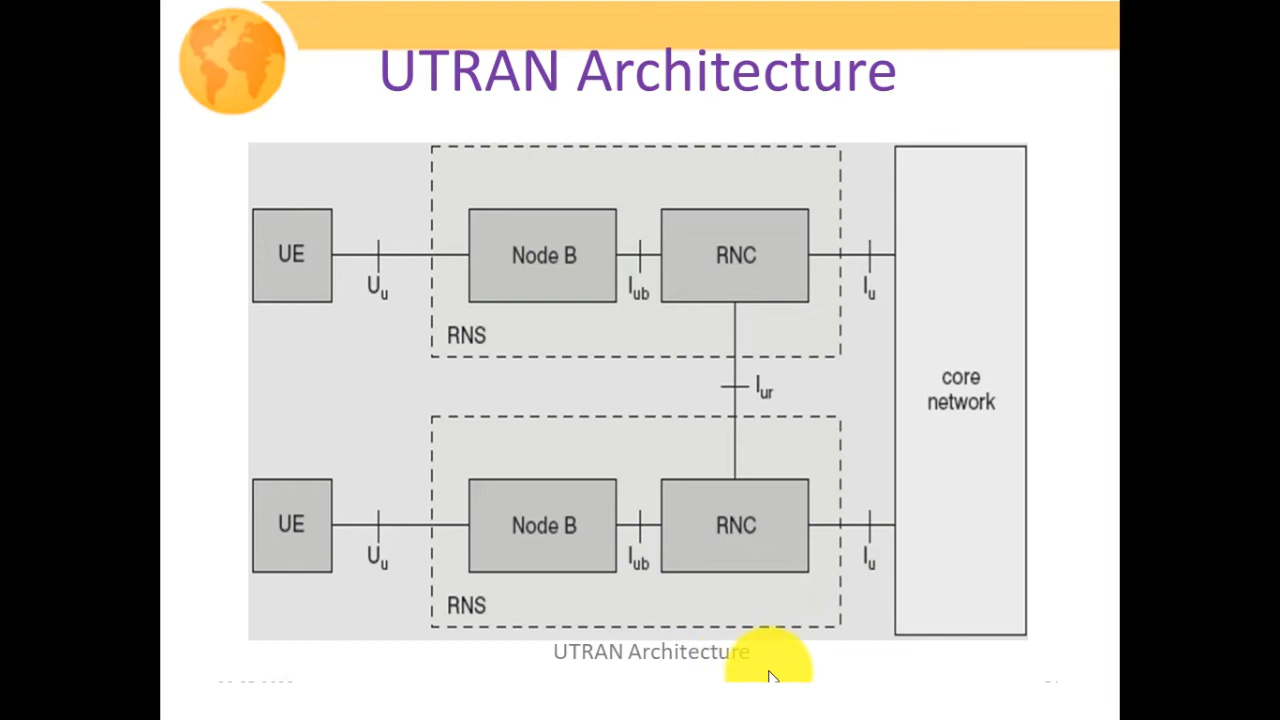 UTRAN Architecture
UE
Uu
Node B
Iub
RNC
Iu
RNS
Iur
core
network
UE
Uu
Node B
Iub
RNC
Iu
RNS
UTRAN Architecture